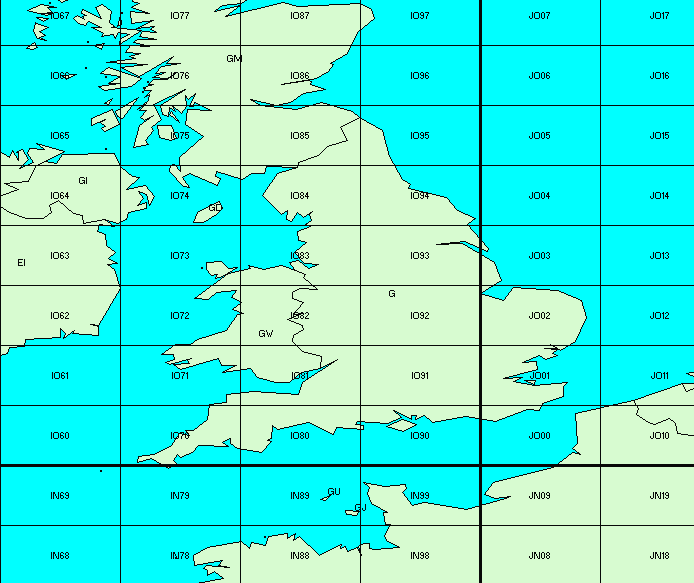 IO67 IO77 IO87 IO97 JO07 JO17
GM
IO68 IO76 IO86 IO96 JO06 JO16
IO65 IO75 IO85 IO95 JO05 JO15
GI
IO64 IO74 IO84 IO94 JO04 JO14
GD
IO63 IO73 IO83 IO93 JO03 JO13
EI
G
IO62 IO72 IO82 IO92 JO02 JO12
GW
IO61 IO71 IO81 IO91 JO01 JO11
IO60 IO70 IO80 IO90 JO00 JO10
IN69 IN79 IN89 GU IN99 JN09 JN19
GJ
IN68 IN78 IN88 IN98 JN08 JN18